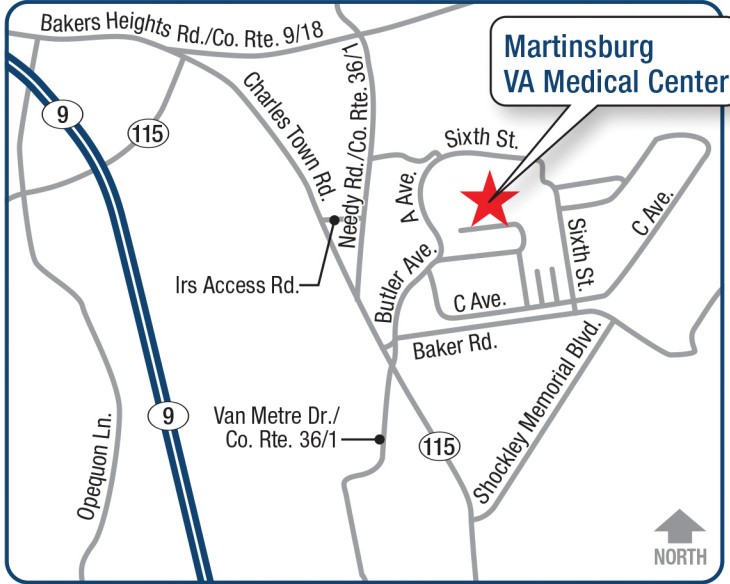 Bakers Heights Rd./Co. Rte. 9/18
Martinsburg
VA Medical Center
9
115
Charles Town Rd.
Needy Rd./Co. Rte. 36/1
Sixth St.
A Ave.
C Ave.
Sixth St.
Irs Access Rd.
Butler Ave.
C Ave.
Baker Rd.
Van Metre Dr./
Co. Rte. 36/1
9
115
Shockley Memorial Blvd.
Opequon Ln.
NORTH